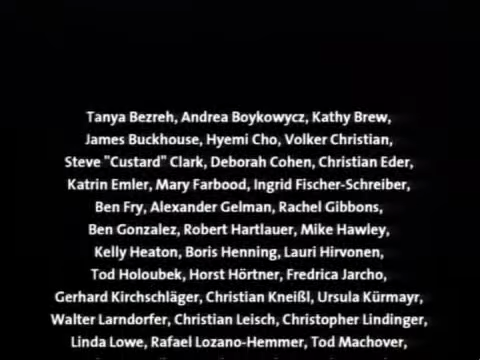 Tanya Bezreh, Andrea Boykowycz, Kathy Brew,
James Buckhouse, Hyemi Cho, Volker Christian,
Steve "Custard" Clark, Deborah Cohen, Christian Eder,
Katrin Emler, Mary Farbood, Ingrid Fischer-Schreiber,
Ben Fry, Alexander Gelman, Rachel Gibbons,
Ben Gonzalez, Robert Hartlauer, Mike Hawley,
Kelly Heaton, Boris Henning, Lauri Hirvonen,
Tod Holoubek, Horst Hörtner, Fredrica Jarcho,
Gerhard Kirchschläger, Christian Kneißl, Ursula Kürmayr,
Walter Larndorfer, Christian Leisch, Christopher Lindinger,
Linda Lowe, Rafael Lozano-Hemmer, Tod Machover,